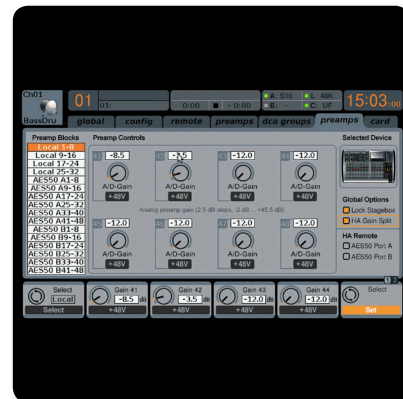 Ch01
01
01:
0:00 - 0:00
A: S16 L 48K
B: - C: UF
15:03:00
BassDru
global config remote preamps dca groups preamps card
Preamp Blocks
Preamp Controls
Selected Device
Local 1-8
Local 9-16
Local 17-24
Local 25-32
AES50 A1-8
AES50 A9-16
AES50 A17-24
AES50 A25-32
AES50 A33-40
AES50 A41-48
AES50 B1-8
AES50 B9-16
AES50 B17-24
AES50 B25-32
AES50 B33-40
AES50 B41-48
41 -8.5 42 -3.5 43 -12.0 44 -12.0
A/D-Gain A/D-Gain A/D-Gain A/D-Gain
+48V +48V +48V +48V
Analog preamp gain (2.5 dB steps, -2 dB ... +45.5 dB)
-12.0 -12.0 -12.0 -12.0
A/D-Gain A/D-Gain A/D-Gain A/D-Gain
+48V +48V +48V +48V
Global Options
Lock Stagebox
HA Gain Split
HA Remote
AES50 Port A
AES50 Port B
Select
Local
Select
Gain 41
-8.5 dB
+48V
Gain 42
-3.5 dB
+48V
Gain 43
-12.0 dB
+48V
Gain 44
-12.0 dB
+48V
Select
Set